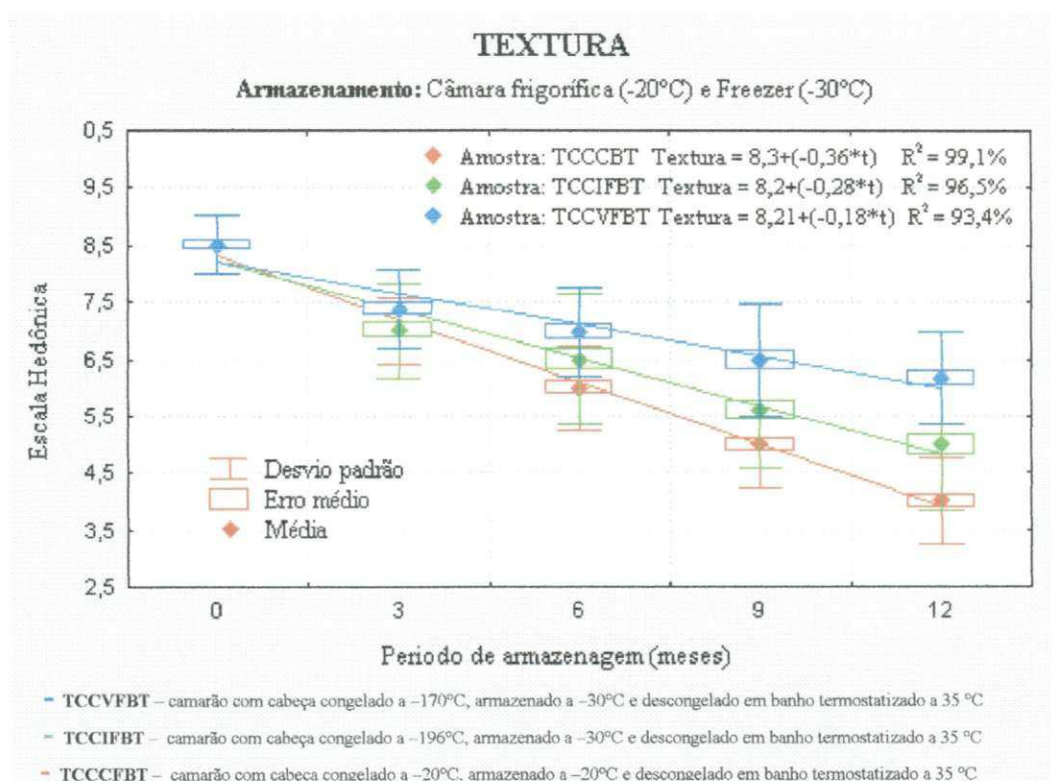 TEXTURA
Armazenamento: Câmara frigorífica (-20°C) e Freezer (-30°C)
0,5
9,5
8,5
7,5
6,5
5,5
4,5
3,5
2,5
Escala Hedônica
Amostra: TCCCBT Textura = 8,3+(-0,36*t) R² = 99,1%
Amostra: TCCIFBT Textura = 8,2+(-0,28*t) R² = 96,5%
Amostra: TCCVFBT Textura = 8,21+(-0,18*t) R² = 93,4%
Desvio padrão
Erro médio
Média
0 3 6 9 12
Periodo de armazenagem (meses)
- TCCVFBT – camarão com cabeça congelado a –170°C, armazenado a –30°C e descongelado em banho termostatizado a 35 °C
- TCCIFBT – camarão com cabeça congelado a –196°C, armazenado a –30°C e descongelado em banho termostatizado a 35 °C
- TCCCFBT – camarão com cabeça congelado a –20°C, armazenado a –20°C e descongelado em banho termostatizado a 35 °C